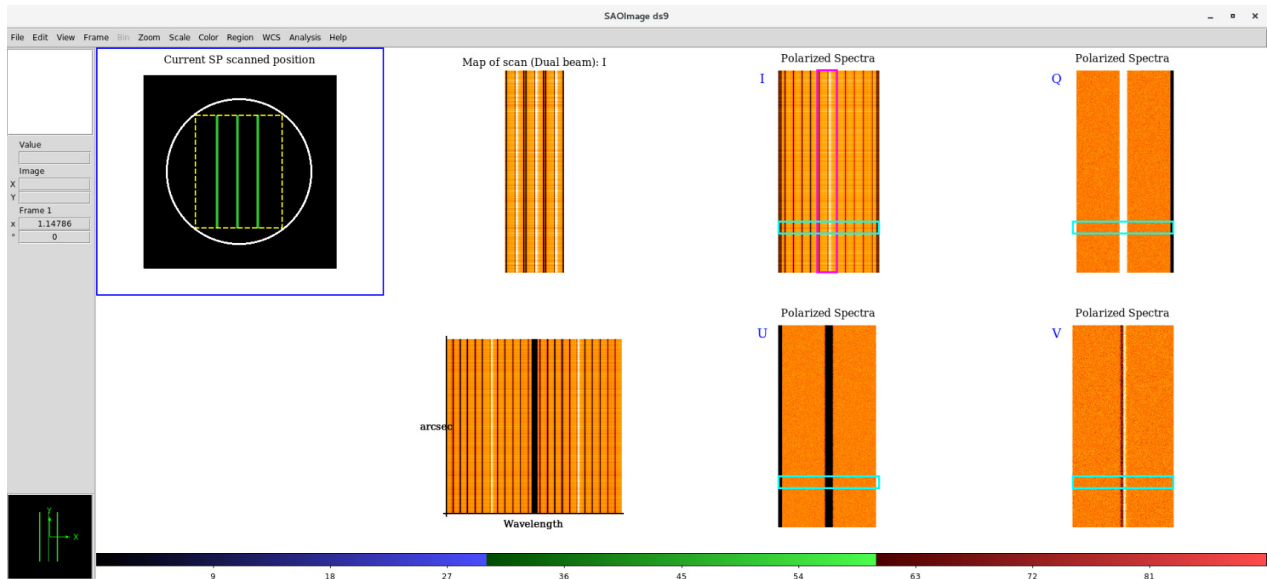 SAOImage ds9
File Edit View Frame Bin Zoom Scale Color Region WCS Analysis Help
Value
Image
X
Y
Frame 1
x 1.14786
° 0
Current SP scanned position
Map of scan (Dual beam): I
Polarized Spectra
I
Polarized Spectra
Q
arcsec
Wavelength
Polarized Spectra
U
Polarized Spectra
V
y
X
9 18 27 36 45 54 63 72 81